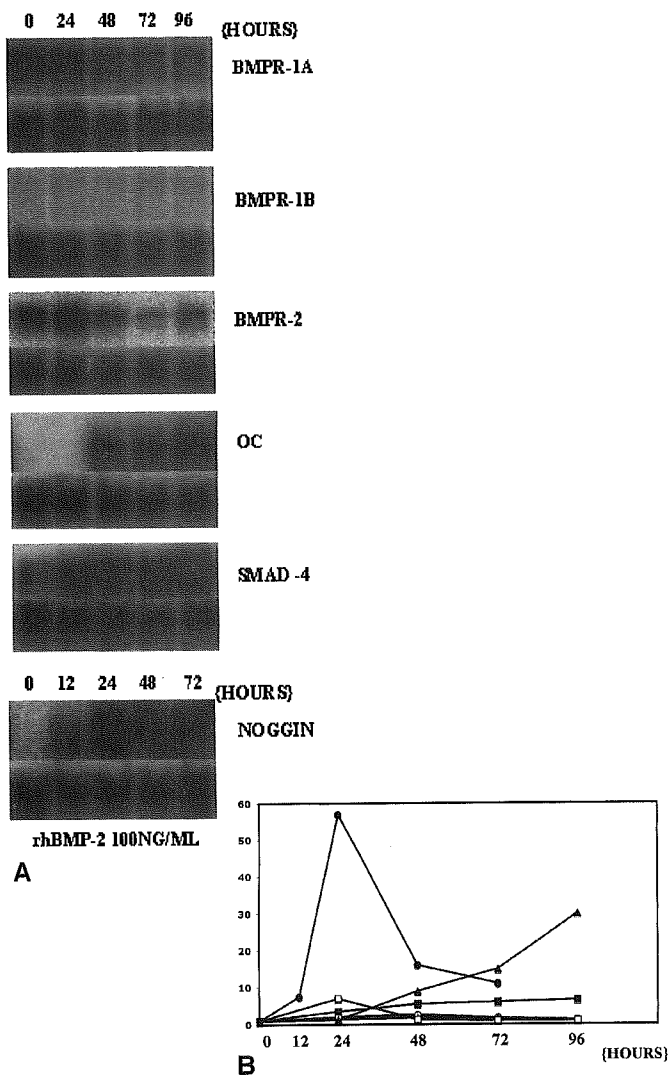 0 24 48 72 96 {HOURS}
BMPR-1A
BMPR-1B
BMPR-2
OC
SMAD -4
0 12 24 48 72 {HOURS}
NOGGIN
rhBMP-2 100NG/ML
A
60
50
40
30
20
10
0
0 12 24 48 72 96 {HOURS}
B